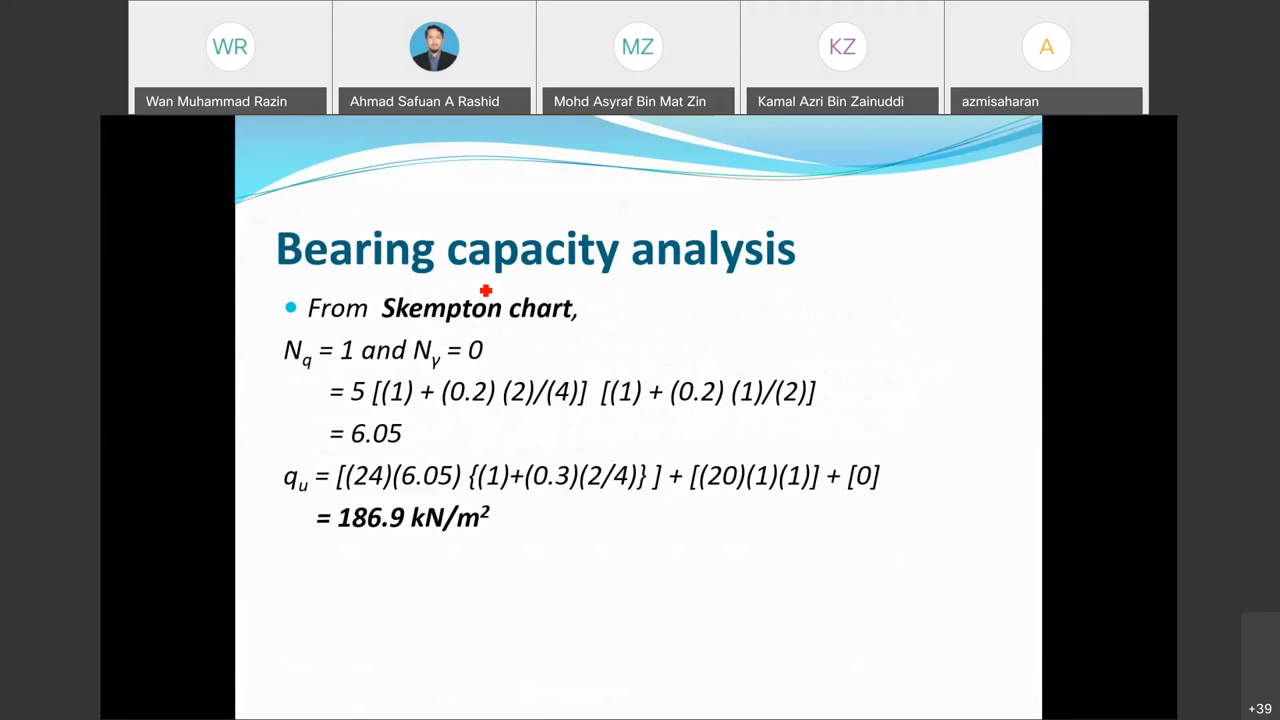 WR
MZ
KZ
A
Wan Muhammad Razin
Ahmad Safuan A Rashid
Mohd Asyraf Bin Mat Zin
Kamal Azri Bin Zainuddi
azmisaharan
Bearing capacity analysis
• From Skempton chart,
Nq = 1 and Nγ = 0
= 5 [(1) + (0.2) (2)/(4)] [(1) + (0.2) (1)/(2)]
= 6.05
qu = [(24)(6.05) {(1)+(0.3)(2/4)} ] + [(20)(1)(1)] + [0]
= 186.9 kN/m²
+39